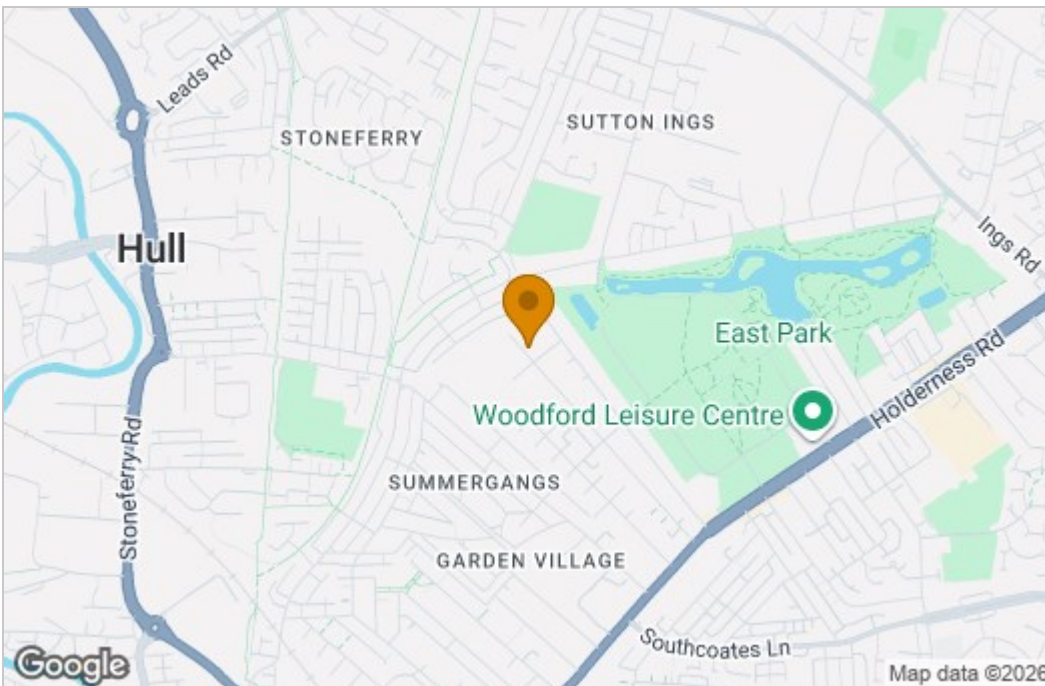 Leads Rd
STONEFERRY
SUTTON INGS
Hull
Ings Rd
East Park
Woodford Leisure Centre
Holderness Rd
Stoneferry Rd
SUMMERGANGS
GARDEN VILLAGE
Southcoates Ln
Google
Map data ©2026